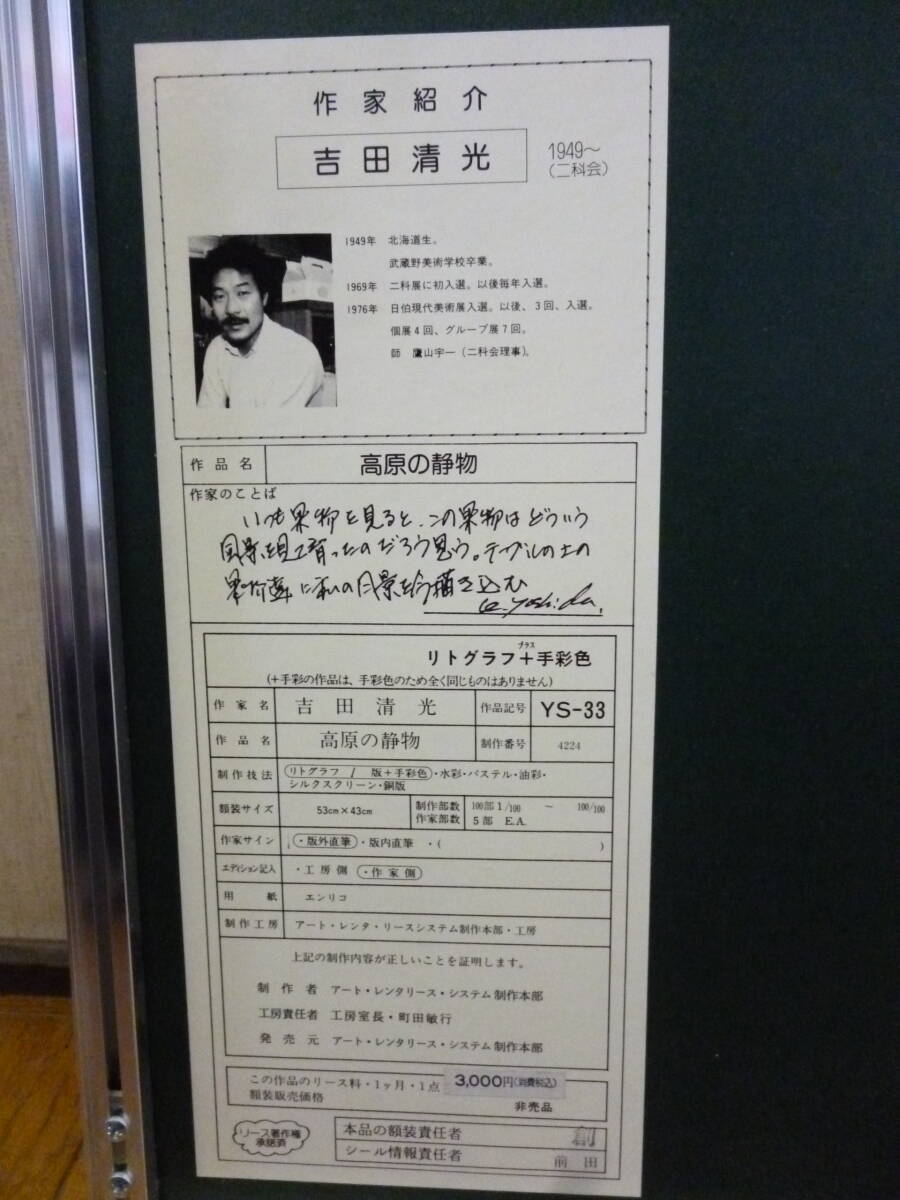 作家紹介
吉田清光
1949〜
(二科会)
1949年 北海道生。
武蔵野美術学校卒業。
1969年 二科展に初入選。以後毎年入選。
1976年 日伯現代美術展入選。以後、3回、入選。
個展4回、グループ展7回。
師 鷹山宇一(二科会理事)。
作品名 高原の静物
作家のことば
いつも果物を見ると、この果物はどういう
風景を見て育ったのだろう思う。テーブルの上の
果物達に私の風景を今描き込む
K. Yoshida.
プラス
リトグラフ+手彩色
(+手彩の作品は、手彩色のため全く同じものはありません)
作家名 吉田清光 作品記号 YS-33
作品名 高原の静物 制作番号 4224
制作技法 リトグラフ / 版+手彩色・水彩・パステル・油彩・
シルクスクリーン・銅版
額装サイズ 53cm×43cm 制作部数 100部 1/100 〜 100/100
作家部数 5部 E.A.
作家サイン ・版外直筆 ・版内直筆 ・( )
エディション記入 ・工房側 ・作家側
用紙 エンリコ
制作工房 アート・レンタ・リースシステム制作本部・工房
上記の制作内容が正しいことを証明します。
制作者 アート・レンタリース・システム制作本部
工房責任者 工房室長・町田敏行
発売元 アート・レンタリース・システム制作本部
この作品のリース料・1ヶ月・1点 3,000円(消費税込)
額装販売価格 非売品
リース著作権
承諾済
本品の額装責任者 創
シール情報責任者 前田